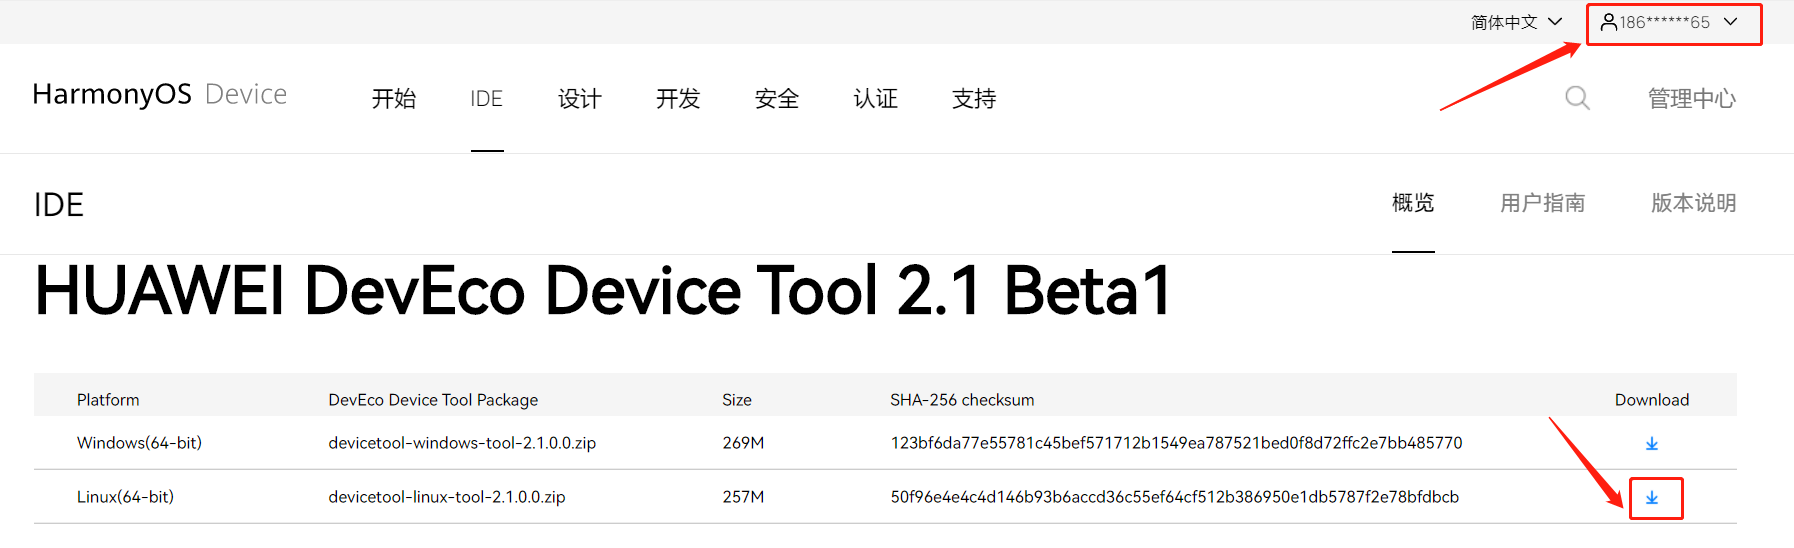 简体中文 186******65
HarmonyOS Device 开始 IDE 设计 开发 安全 认证 支持 管理中心
IDE 概览 用户指南 版本说明
HUAWEI DevEco Device Tool 2.1 Beta1
Platform DevEco Device Tool Package Size SHA-256 checksum Download
Windows(64-bit) devicetool-windows-tool-2.1.0.0.zip 269M 123bf6da77e55781c45bef571712b1549ea787521bed0f8d72ffc2e7bb485770
Linux(64-bit) devicetool-linux-tool-2.1.0.0.zip 257M 50f96e4e4c4d146b93b6accd36c55ef64cf512b386950e1db5787f2e78bfdbcb